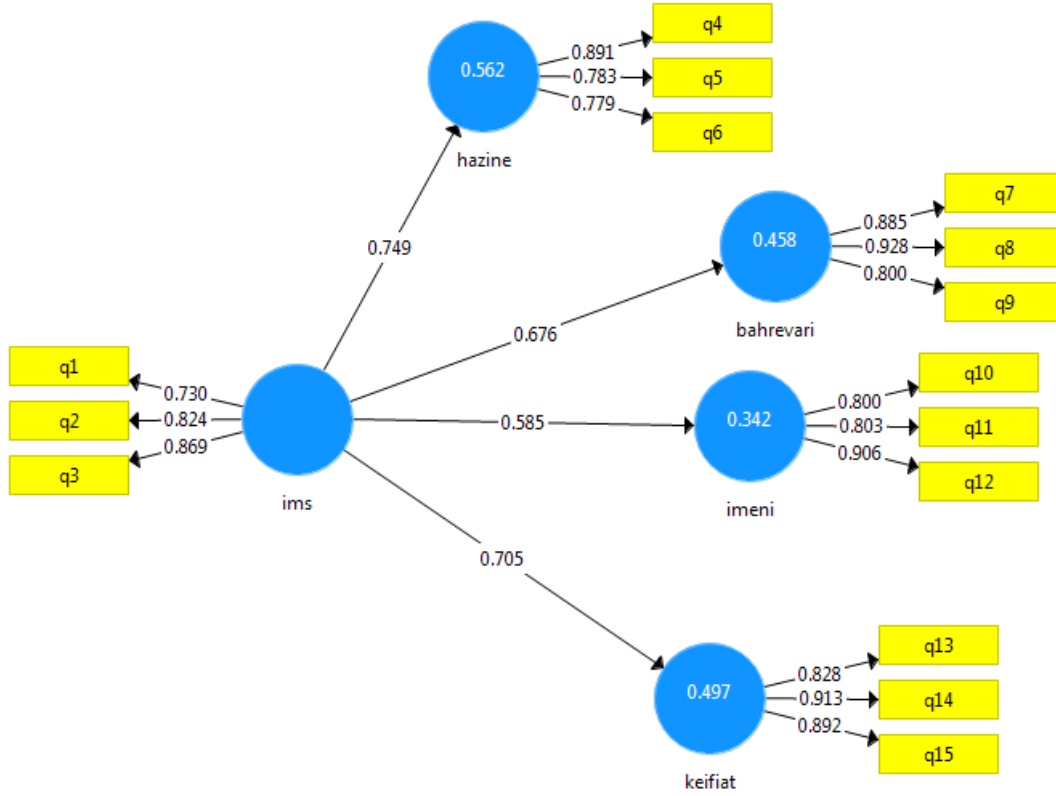 q4
0.891
0.562
0.783
q5
0.779
q6
hazine
q7
0.885
0.458
0.928
q8
0.800
q9
bahrevari
0.749
0.676
q1
0.730
q2
0.824
0.869
q3
ims
0.585
q10
0.800
0.342
0.803
q11
0.906
q12
imeni
0.705
q13
0.828
0.497
0.913
q14
0.892
q15
keifiat